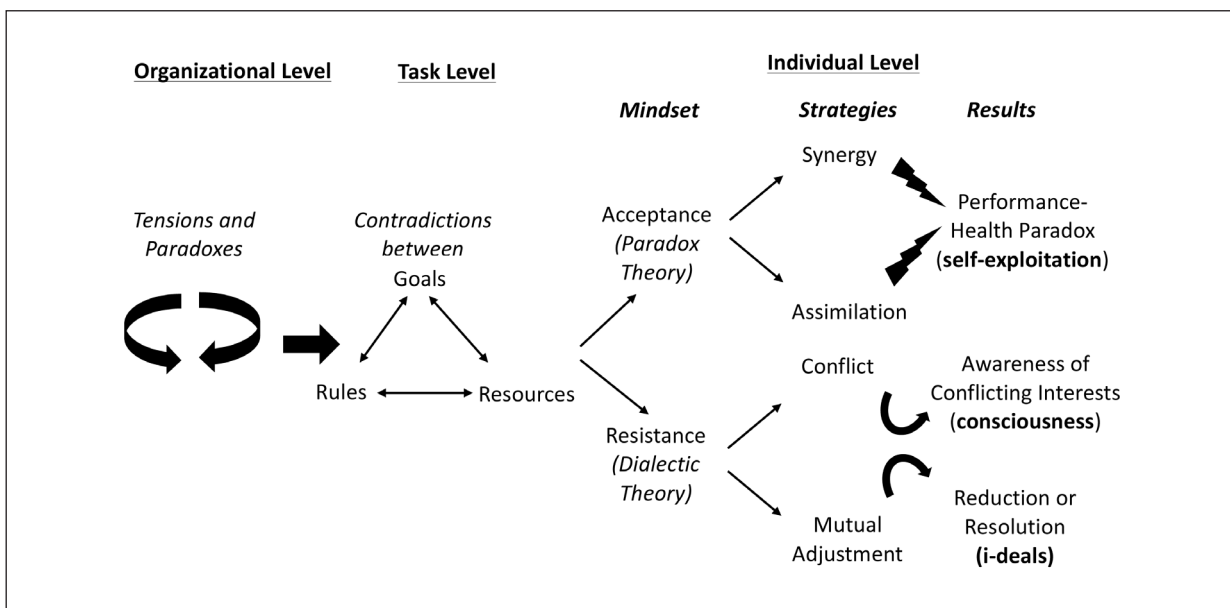 Organizational Level
Task Level
Individual Level
Mindset
Strategies
Results
Tensions and
Paradoxes
Contradictions
between
Goals
Rules
Resources
Acceptance
(Paradox
Theory)
Resistance
(Dialectic
Theory)
Synergy
Assimilation
Conflict
Mutual
Adjustment
Performance-
Health Paradox
(self-exploitation)
Awareness of
Conflicting Interests
(consciousness)
Reduction or
Resolution
(i-deals)